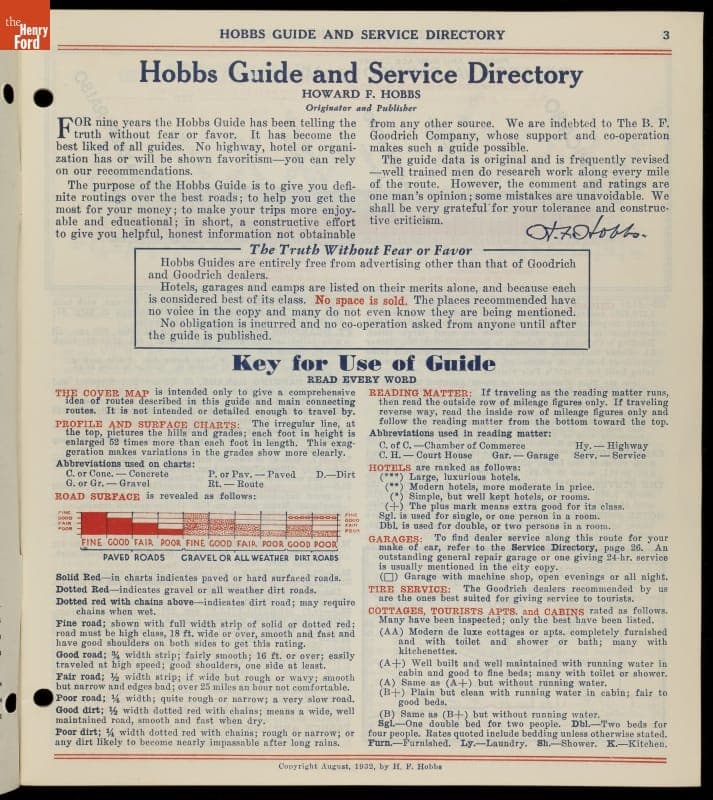 the
Henry
Ford
HOBBS GUIDE AND SERVICE DIRECTORY 3
Hobbs Guide and Service Directory
HOWARD F. HOBBS
Originator and Publisher
FOR nine years the Hobbs Guide has been telling the
truth without fear or favor. It has become the
best liked of all guides. No highway, hotel or organi-
zation has or will be shown favoritism—you can rely
on our recommendations.
The purpose of the Hobbs Guide is to give you defi-
nite routings over the best roads; to help you get the
most for your money; to make your trips more enjoy-
able and educational; in short, a constructive effort
to give you helpful, honest information not obtainable
from any other source. We are indebted to The B. F.
Goodrich Company, whose support and co-operation
makes such a guide possible.
The guide data is original and is frequently revised
—well trained men do research work along every mile
of the route. However, the comment and ratings are
one man's opinion; some mistakes are unavoidable. We
shall be very grateful for your tolerance and construc-
tive criticism.
H. F. Hobbs.
The Truth Without Fear or Favor
Hobbs Guides are entirely free from advertising other than that of Goodrich
and Goodrich dealers.
Hotels, garages and camps are listed on their merits alone, and because each
is considered best of its class. No space is sold. The places recommended have
no voice in the copy and many do not even know they are being mentioned.
No obligation is incurred and no co-operation asked from anyone until after
the guide is published.
Key for Use of Guide
READ EVERY WORD
THE COVER MAP is intended only to give a comprehensive
idea of routes described in this guide and main connecting
routes. It is not intended or detailed enough to travel by.
PROFILE AND SURFACE CHARTS: The irregular line, at
the top, pictures the hills and grades; each foot in height is
enlarged 52 times more than each foot in length. This exag-
geration makes variations in the grades show more clearly.
Abbreviations used on charts:
C. or Conc. — Concrete P. or Pav. — Paved D.—Dirt
G. or Gr. — Gravel Rt. — Route
ROAD SURFACE is revealed as follows:
FINE
GOOD
FAIR
POOR
FINE
GOOD
FAIR
POOR
FINE GOOD FAIR POOR FINE GOOD FAIR POOR GOOD POOR
PAVED ROADS GRAVEL OR ALL WEATHER DIRT ROADS
Solid Red—in charts indicates paved or hard surfaced roads.
Dotted Red—indicates gravel or all weather dirt roads.
Dotted red with chains above—indicates dirt road; may require
chains when wet.
Fine road; shown with full width strip of solid or dotted red;
road must be high class, 18 ft. wide or over, smooth and fast and
have good shoulders on both sides to get this rating.
Good road; ¾ width strip; fairly smooth; 16 ft. or over; easily
traveled at high speed; good shoulders, one side at least.
Fair road; ½ width strip; if wide but rough or wavy; smooth
but narrow and edges bad; over 25 miles an hour not comfortable.
Poor road; ¼ width; quite rough or narrow; a very slow road.
Good dirt; ½ width dotted red with chains; means a wide, well
maintained road, smooth and fast when dry.
Poor dirt; ¼ width dotted red with chains; rough or narrow; or
any dirt likely to become nearly impassable after long rains.
READING MATTER: If traveling as the reading matter runs,
then read the outside row of mileage figures only. If traveling
reverse way, read the inside row of mileage figures only and
follow the reading matter from the bottom toward the top.
Abbreviations used in reading matter:
C. of C.—Chamber of Commerce Hy. — Highway
C. H. — Court House Gar. — Garage Serv. — Service
HOTELS are ranked as follows:
(***) Large, luxurious hotels.
(**) Modern hotels, more moderate in price.
(*) Simple, but well kept hotels, or rooms.
(+) The plus mark means extra good for its class.
Sgl. is used for single, or one person in a room.
Dbl. is used for double, or two persons in a room.
GARAGES: To find dealer service along this route for your
make of car, refer to the Service Directory, page 26. An
outstanding general repair garage or one giving 24-hr. service
is usually mentioned in the city copy.
(□) Garage with machine shop, open evenings or all night.
TIRE SERVICE: The Goodrich dealers recommended by us
are the ones best suited for giving service to tourists.
COTTAGES, TOURISTS APTS. and CABINS rated as follows.
Many have been inspected; only the best have been listed.
(AA) Modern de luxe cottages or apts. completely furnished
and with toilet and shower or bath; many with
kitchenettes.
(A+) Well built and well maintained with running water in
cabin and good to fine beds; many with toilet or shower.
(A) Same as (A+) but without running water.
(B+) Plain but clean with running water in cabin; fair to
good beds.
(B) Same as (B+) but without running water.
Sgl.—One double bed for two people. Dbl.—Two beds for
four people. Rates quoted include bedding unless otherwise stated.
Furn.—Furnished. Ly.—Laundry. Sh.—Shower. K.—Kitchen.
Copyright August, 1932, by H. F. Hobbs